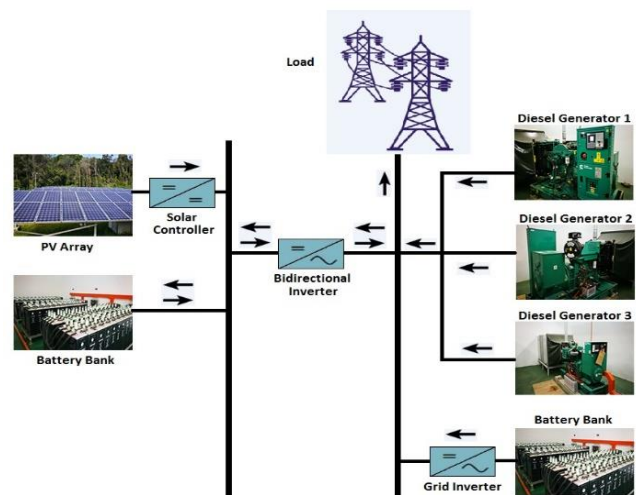 Load
Diesel Generator 1
PV Array
Solar
Controller
Diesel Generator 2
Bidirectional
Inverter
Battery Bank
Diesel Generator 3
Battery Bank
Grid Inverter